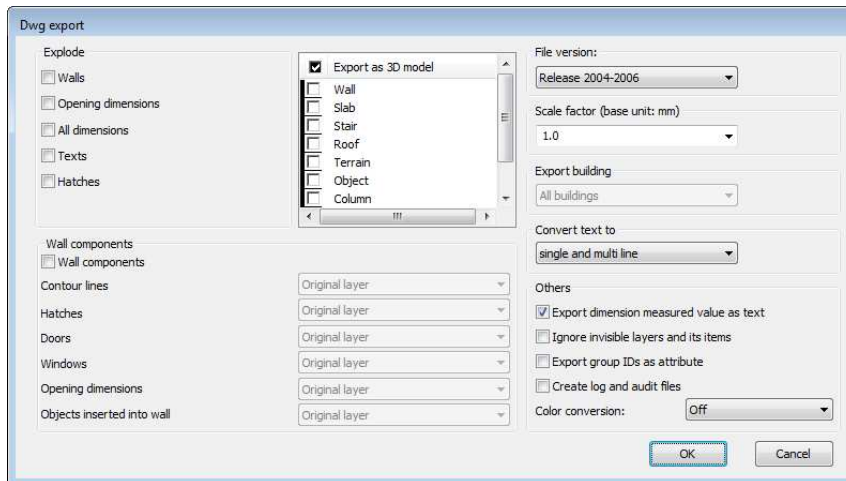 Dwg export
Explode
Walls
Opening dimensions
All dimensions
Texts
Hatches
Export as 3D model
Wall
Slab
Stair
Roof
Terrain
Object
Column
Wall components
Wall components
Contour lines
Original layer
Hatches
Original layer
Doors
Original layer
Windows
Original layer
Opening dimensions
Original layer
Objects inserted into wall
Original layer
File version:
Release 2004-2006
Scale factor (base unit: mm)
1.0
Export building
All buildings
Convert text to
single and multi line
Others
Export dimension measured value as text
Ignore invisible layers and its items
Export group IDs as attribute
Create log and audit files
Color conversion:
Off
OK
Cancel